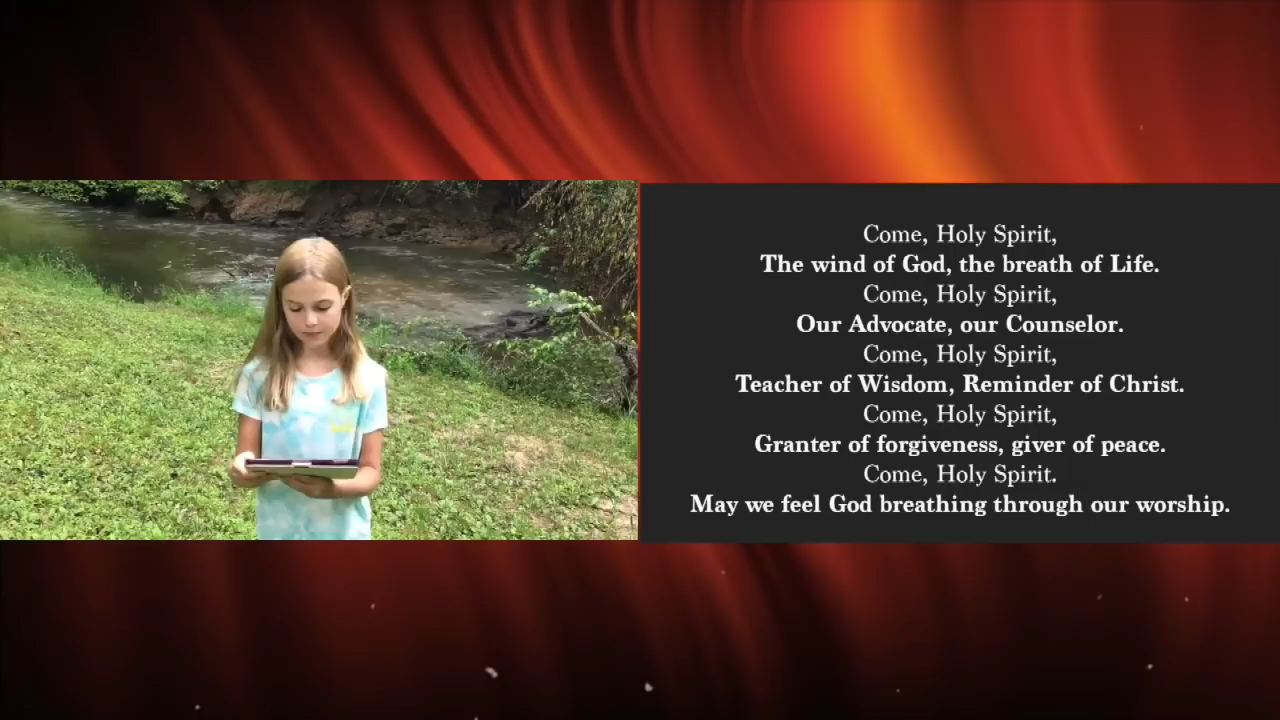 Come, Holy Spirit,
The wind of God, the breath of Life.
Come, Holy Spirit,
Our Advocate, our Counselor.
Come, Holy Spirit,
Teacher of Wisdom, Reminder of Christ.
Come, Holy Spirit,
Granter of forgiveness, giver of peace.
Come, Holy Spirit.
May we feel God breathing through our worship.